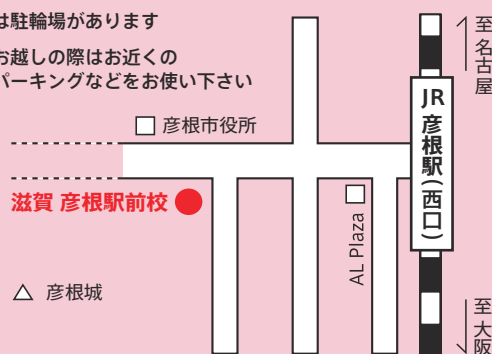 は駐輪場があります
お越しの際はお近くの
パーキングなどをお使い下さい
至名古屋
JR彦根駅(西口)
彦根市役所
滋賀 彦根駅前校
AL Plaza
彦根城
至大阪